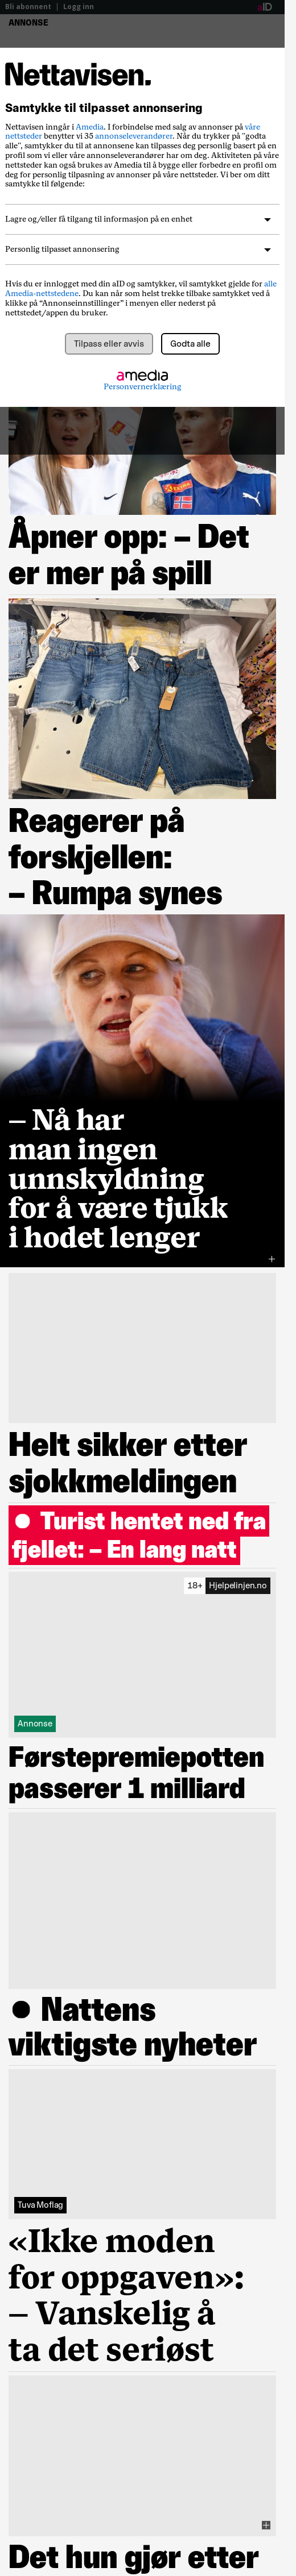 Bli abonnent | Logg inn
aID
ANNONSE
Nettavisen.
Samtykke til tilpasset annonsering
Nettavisen inngår i Amedia. I forbindelse med salg av annonser på våre
nettsteder benytter vi 35 annonseleverandører. Når du trykker på "godta
alle", samtykker du til at annonsene kan tilpasses deg personlig basert på en
profil som vi eller våre annonseleverandører har om deg. Aktiviteten på våre
nettsteder kan også brukes av Amedia til å bygge eller forbedre en profil om
deg for personlig tilpasning av annonser på våre nettsteder. Vi ber om ditt
samtykke til følgende:
Lagre og/eller få tilgang til informasjon på en enhet
Personlig tilpasset annonsering
Hvis du er innlogget med din aID og samtykker, vil samtykket gjelde for alle
Amedia-nettstedene. Du kan når som helst trekke tilbake samtykket ved å
klikke på “Annonseinnstillinger” i menyen eller nederst på
nettstedet/appen du bruker.
Tilpass eller avvis
Godta alle
amedia
Personvernerklæring
Åpner opp: – Det
er mer på spill
Reagerer på
forskjellen:
– Rumpa synes
– Nå har
man ingen
unnskyldning
for å være tjukk
i hodet lenger
Helt sikker etter
sjokkmeldingen
Turist hentet ned fra
fjellet: – En lang natt
18+ Hjelpelinjen.no
Annonse
Førstepremiepotten
passerer 1 milliard
● Nattens
viktigste nyheter
Tuva Moflag
«Ikke moden
for oppgaven»:
– Vanskelig å
ta det seriøst
Det hun gjør etter